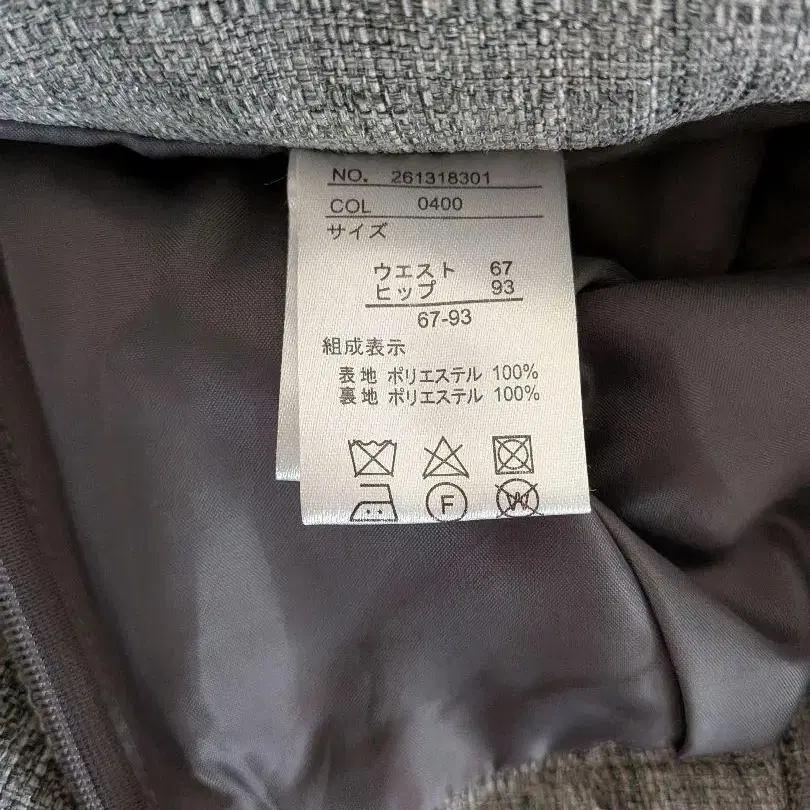 NO. 261318301
COL 0400
サイズ
ウエスト 67
ヒップ 93
67-93
組成表示
表地 ポリエステル 100%
裏地 ポリエステル 100%
F
W